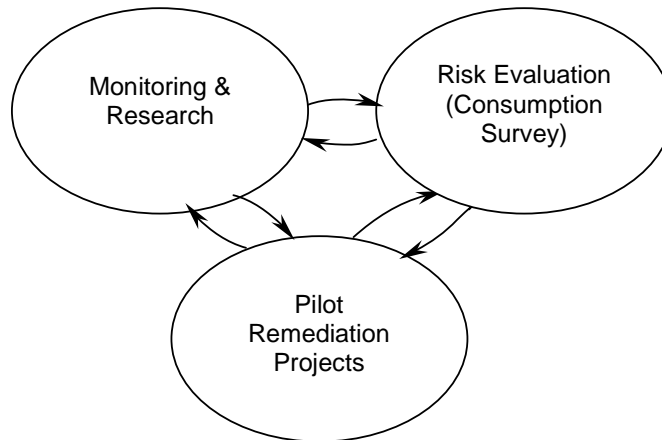 Monitoring &
Research
Risk Evaluation
(Consumption
Survey)
Pilot
Remediation
Projects